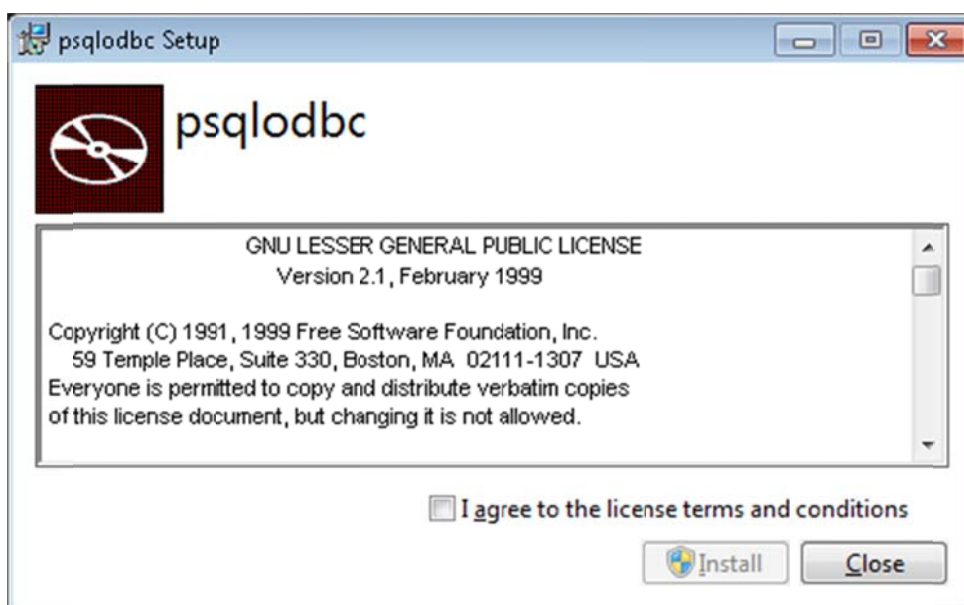 psqlodbc Setup
psqlodbc
GNU LESSER GENERAL PUBLIC LICENSE
Version 2.1, February 1999
Copyright (C) 1991, 1999 Free Software Foundation, Inc.
59 Temple Place, Suite 330, Boston, MA  02111-1307  USA
Everyone is permitted to copy and distribute verbatim copies
of this license document, but changing it is not allowed.
I agree to the license terms and conditions
Install
Close